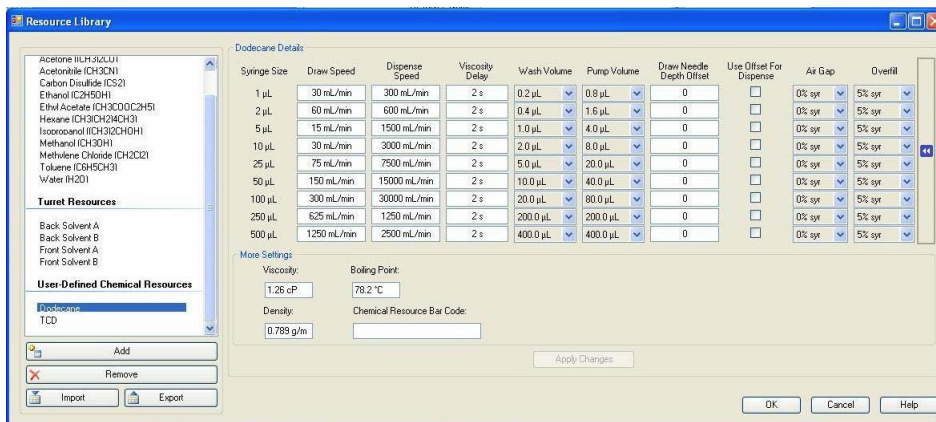 Resource Library
Acetone ((CH3)2CO)
Acetonitrile (CH3CN)
Carbon Disulfide (CS2)
Ethanol (C2H5OH)
Ethyl Acetate (CH3COOC2H5)
Hexane (CH3(CH2)4CH3)
Isopropanol ((CH3)2CHOH)
Methanol (CH3OH)
Methylene Chloride (CH2Cl2)
Toluene (C6H5CH3)
Water (H2O)
Turret Resources
Back Solvent A
Back Solvent B
Front Solvent A
Front Solvent B
User-Defined Chemical Resources
Dodecane
TCD
Add
Remove
Import Export
Dodecane Details
Syringe Size Draw Speed Dispense Speed Viscosity Delay Wash Volume Pump Volume Draw Needle Depth Offset Use Offset For Dispense Air Gap Overfill
1 µL 30 mL/min 300 mL/min 2 s 0.2 µL 0.8 µL 0 0% syr 5% syr
2 µL 60 mL/min 600 mL/min 2 s 0.4 µL 1.6 µL 0 0% syr 5% syr
5 µL 15 mL/min 1500 mL/min 2 s 1.0 µL 4.0 µL 0 0% syr 5% syr
10 µL 30 mL/min 3000 mL/min 2 s 2.0 µL 8.0 µL 0 0% syr 5% syr
25 µL 75 mL/min 7500 mL/min 2 s 5.0 µL 20.0 µL 0 0% syr 5% syr
50 µL 150 mL/min 15000 mL/min 2 s 10.0 µL 40.0 µL 0 0% syr 5% syr
100 µL 300 mL/min 30000 mL/min 2 s 20.0 µL 80.0 µL 0 0% syr 5% syr
250 µL 625 mL/min 1250 mL/min 2 s 200.0 µL 200.0 µL 0 0% syr 5% syr
500 µL 1250 mL/min 2500 mL/min 2 s 400.0 µL 400.0 µL 0 0% syr 5% syr
More Settings
Viscosity: Boiling Point:
1.26 cP 78.2 °C
Density: Chemical Resource Bar Code:
0.789 g/m
Apply Changes
OK Cancel Help